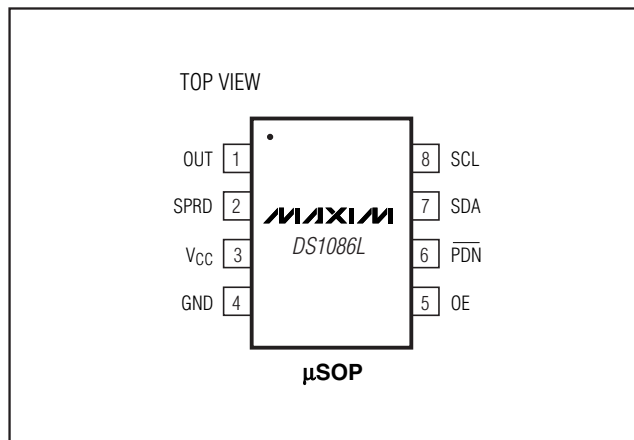 TOP VIEW
OUT 1 8 SCL
SPRD 2 MAXIM 7 SDA
VCC 3 DS1086L 6 P̅D̅N̅
GND 4 5 OE
µSOP